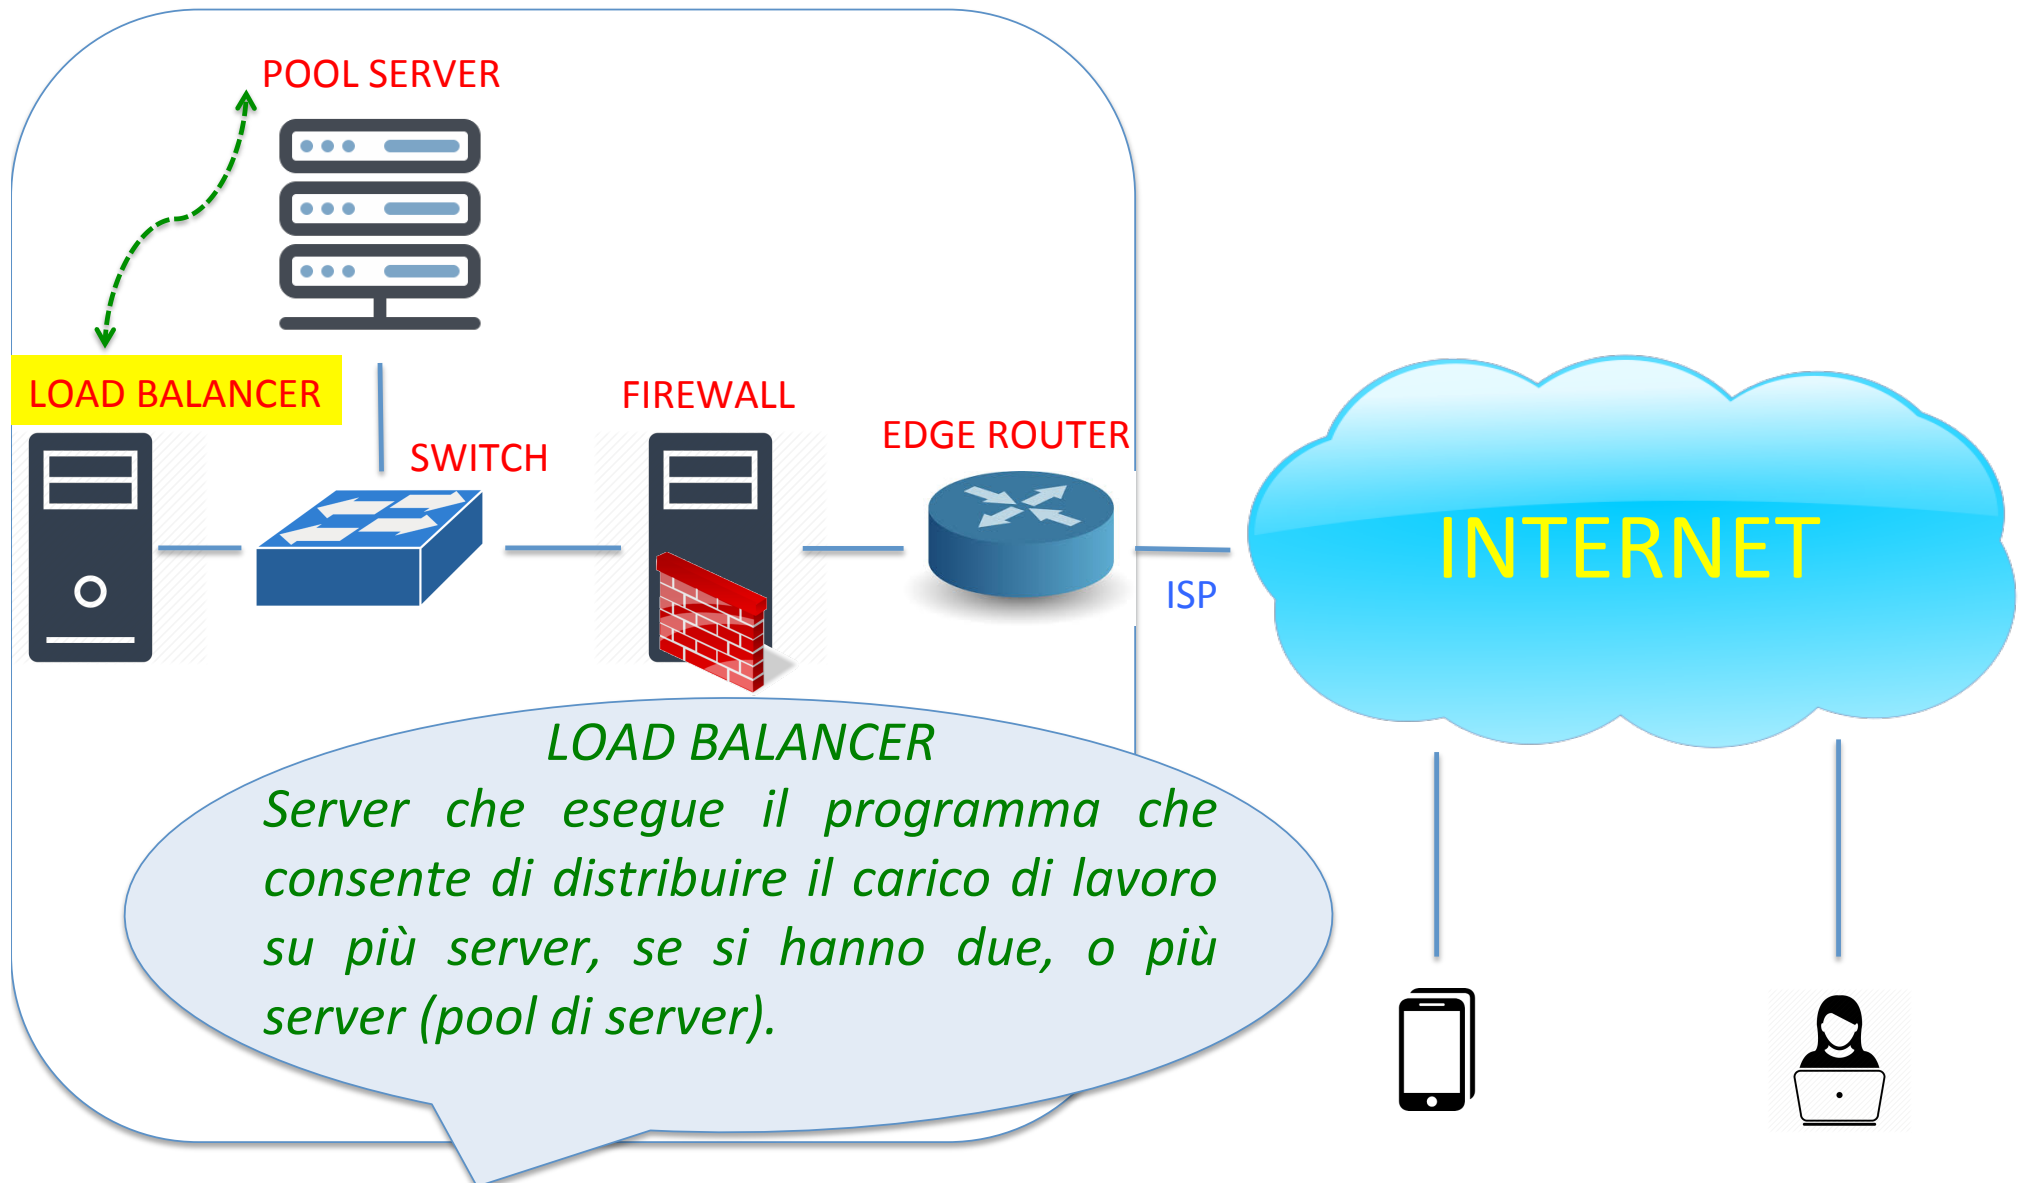 POOL SERVER
LOAD BALANCER
FIREWALL
EDGE ROUTER
SWITCH
INTERNET
ISP
LOAD BALANCER
Server che esegue il programma che
consente di distribuire il carico di lavoro
su più server, se si hanno due, o più
server (pool di server).